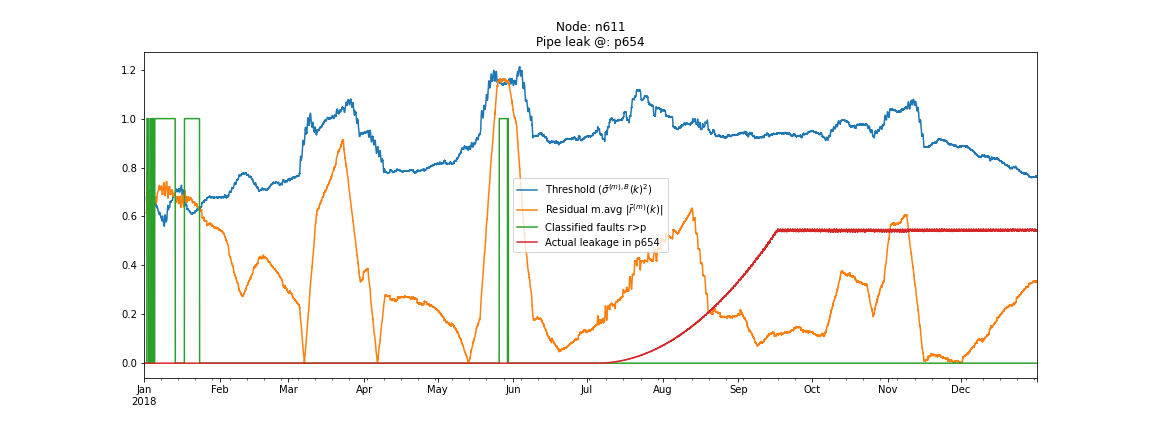 Node: n611
Pipe leak @: p654
1.2
1.0
0.8
0.6
0.4
0.2
0.0
Threshold (σ̄^(m),B(k)²)
Residual m.avg |r̄^(m)(k)|
Classified faults r>p
Actual leakage in p654
Jan Feb Mar Apr May Jun Jul Aug Sep Oct Nov Dec
2018